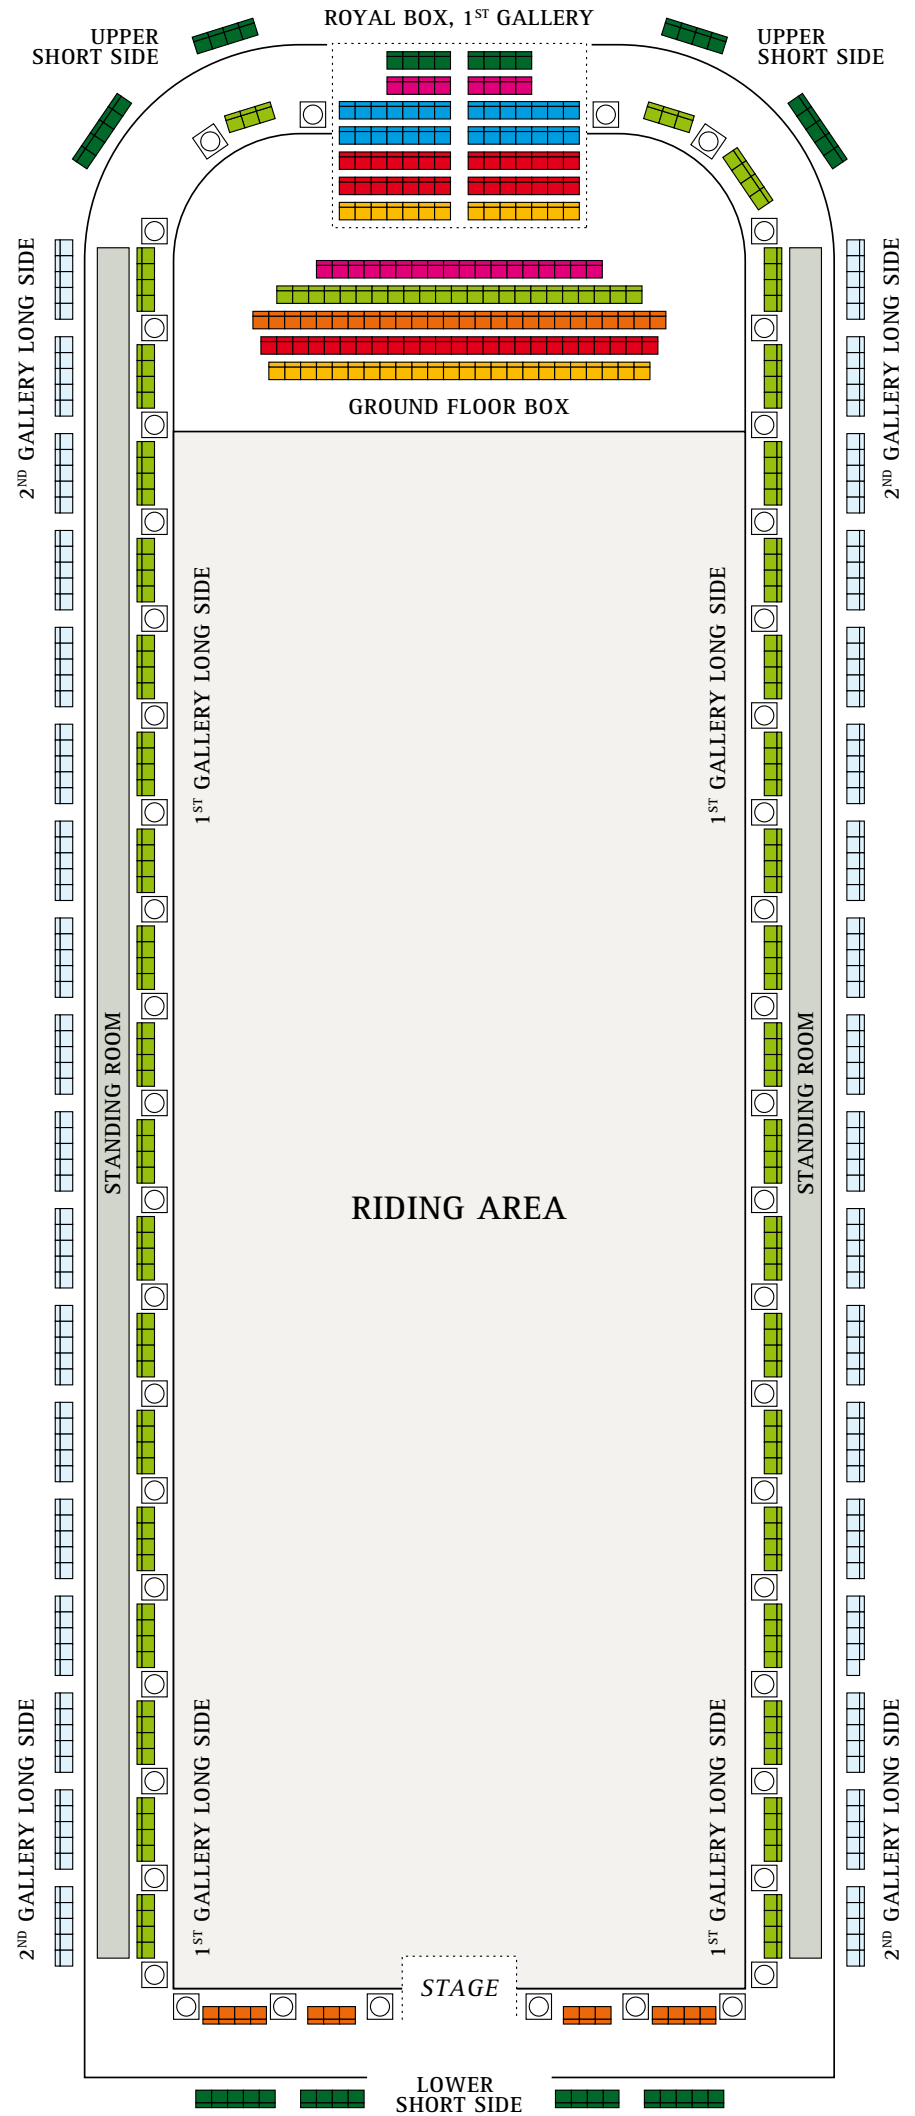 ROYAL BOX, 1ST GALLERY
UPPER
SHORT SIDE
UPPER
SHORT SIDE
2ND GALLERY LONG SIDE
2ND GALLERY LONG SIDE
GROUND FLOOR BOX
1ST GALLERY LONG SIDE
1ST GALLERY LONG SIDE
STANDING ROOM
STANDING ROOM
RIDING AREA
2ND GALLERY LONG SIDE
1ST GALLERY LONG SIDE
1ST GALLERY LONG SIDE
2ND GALLERY LONG SIDE
STAGE
LOWER
SHORT SIDE